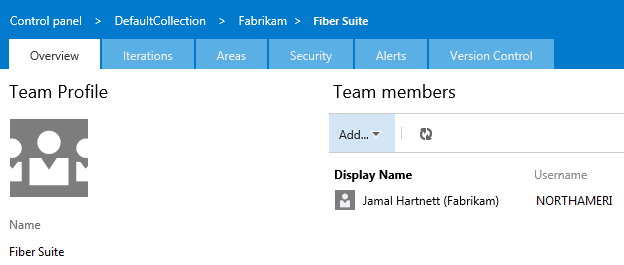 Control panel > DefaultCollection > Fabrikam > Fiber Suite
Overview Iterations Areas Security Alerts Version Control
Team Profile
Team members
Add...
Display Name Username
Jamal Hartnett (Fabrikam) NORTHAMERI
Name
Fiber Suite